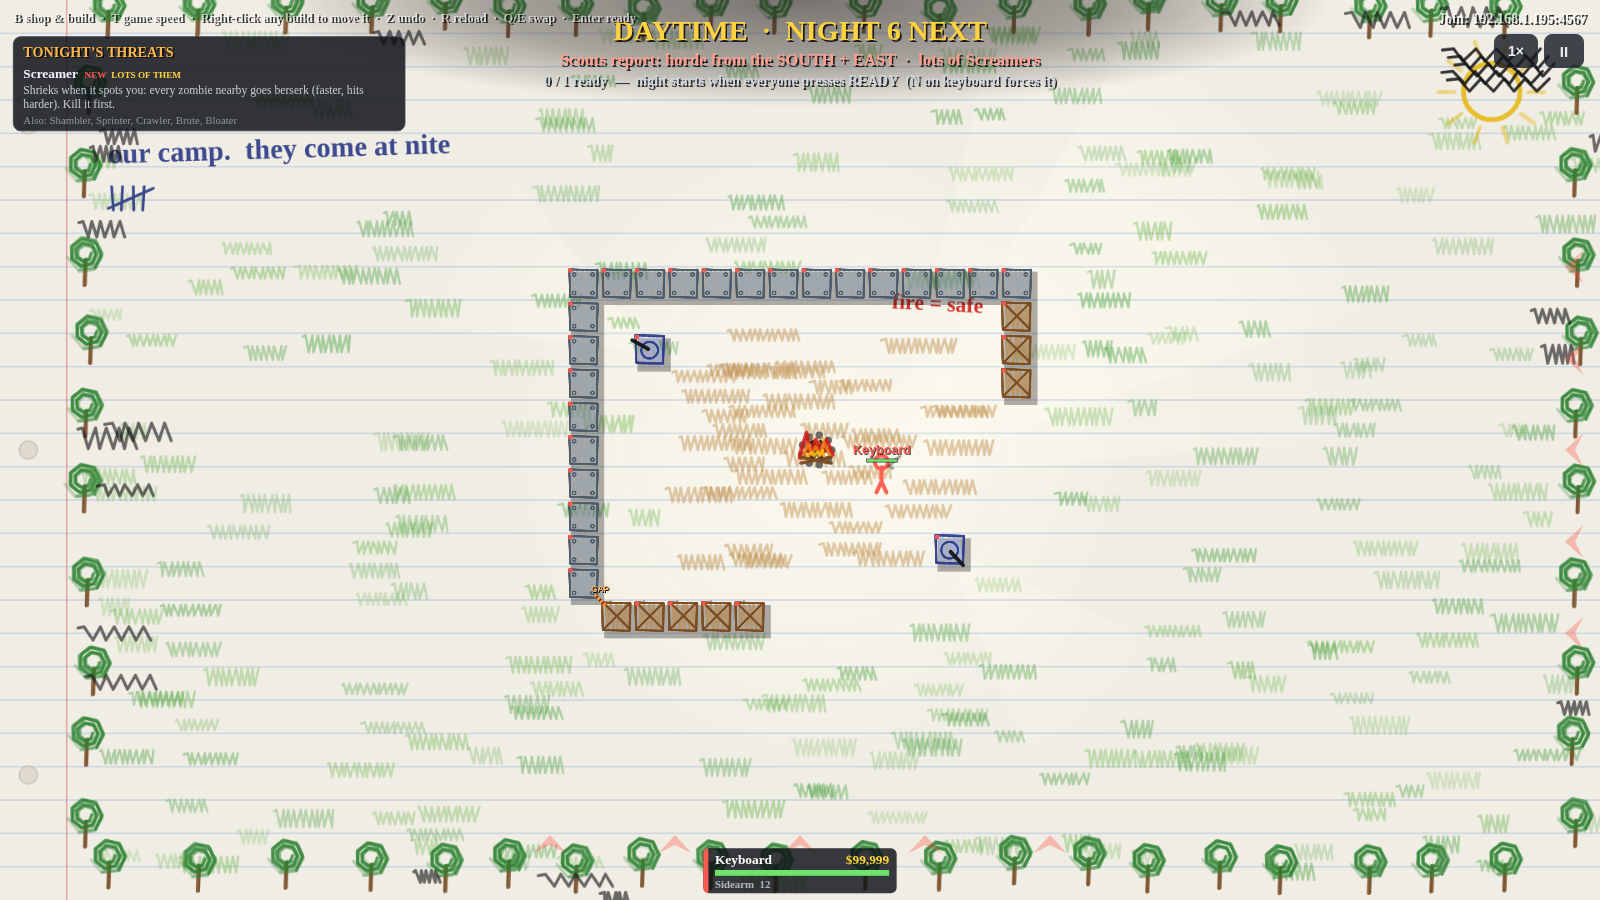 B shop & build · T game speed · Right-click any build to move it · Z undo · R reload · Q/E swap · Enter ready
DAYTIME · NIGHT 6 NEXT
Scouts report: horde from the SOUTH + EAST · lots of Screamers
0 / 1 ready — night starts when everyone presses READY (N on keyboard forces it)
Join: 192.168.1.195:4567
1×
TONIGHT'S THREATS
Screamer NEW LOTS OF THEM
Shrieks when it spots you: every zombie nearby goes berserk (faster, hits
harder). Kill it first.
Also: Shambler, Sprinter, Crawler, Brute, Bloater
our camp. they come at nite
fire = safe
Keyboard
GAP
Keyboard $99,999
Sidearm 12